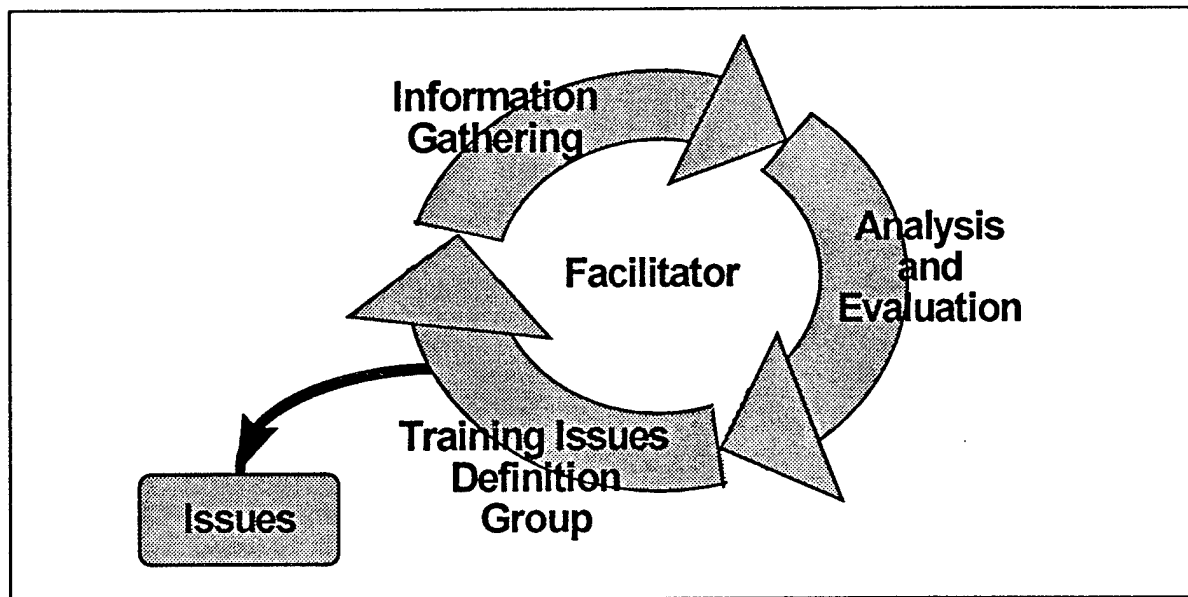 Information
Gathering
Facilitator
Analysis
and
Evaluation
Training Issues
Definition
Group
Issues